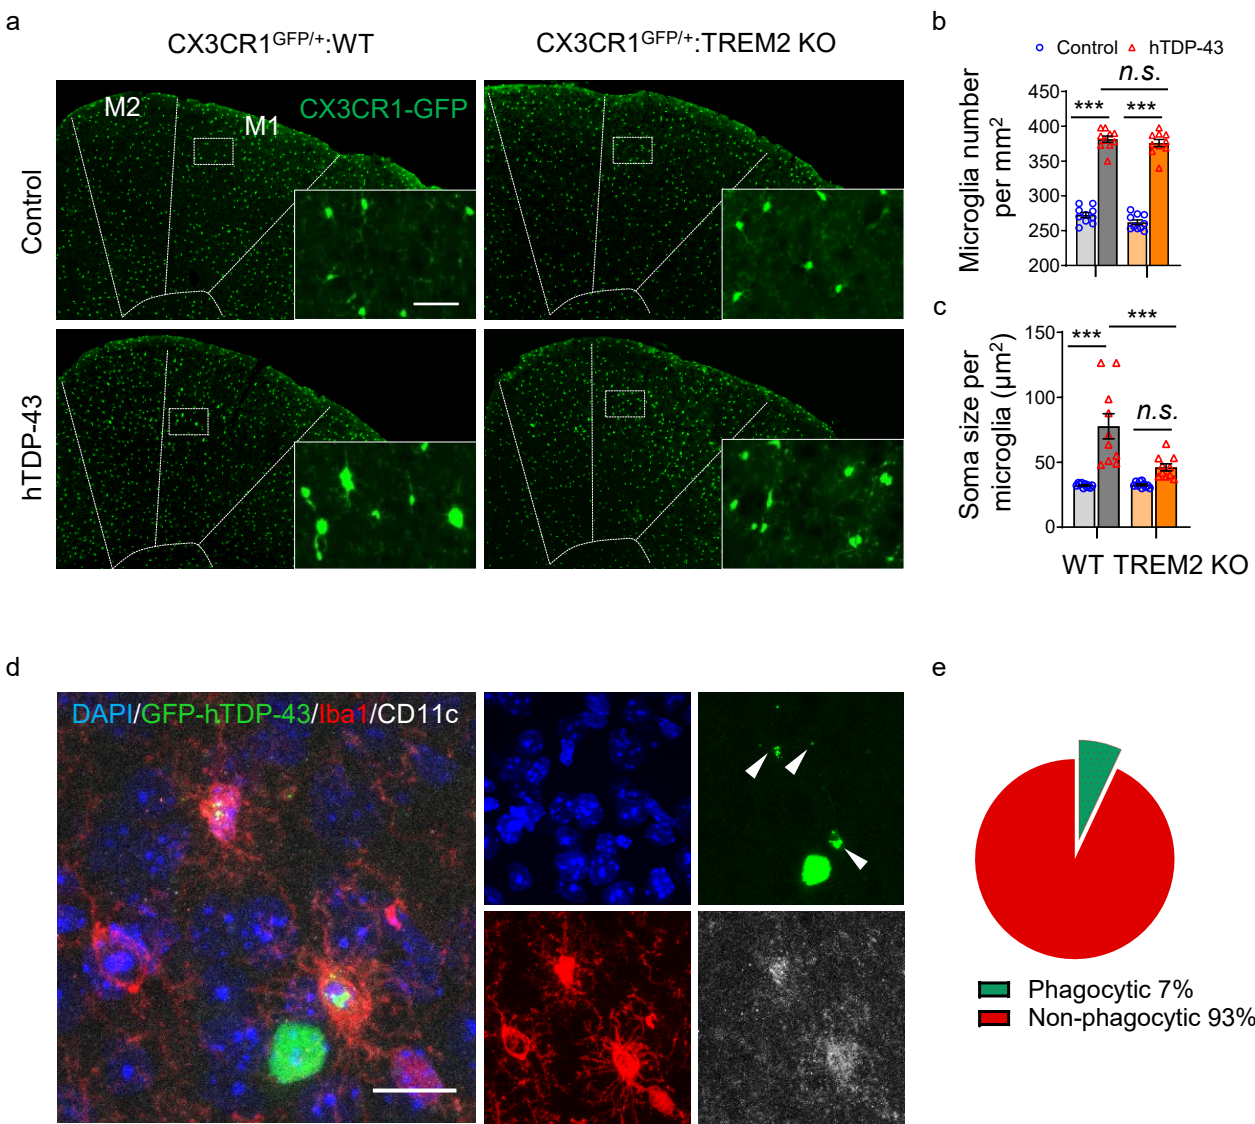 a
CX3CR1GFP/+:WT
CX3CR1GFP/+:TREM2 KO
Control
hTDP-43
M2
M1
CX3CR1-GFP
b
Control
hTDP-43
n.s.
***
***
Microglia number
per mm2
450
400
350
300
250
200
c
***
***
n.s.
Soma size per
microglia (µm2)
150
100
50
0
WT
TREM2 KO
d
DAPI/GFP-hTDP-43/Iba1/CD11c
e
Phagocytic 7%
Non-phagocytic 93%